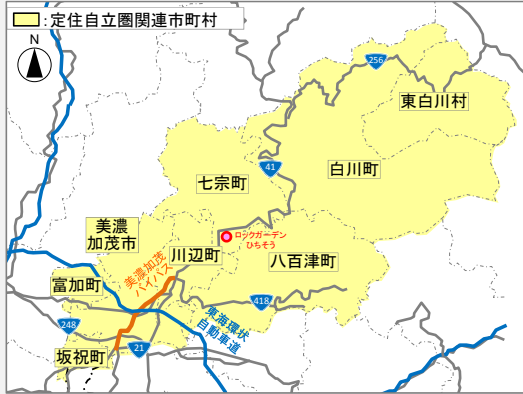 :定住自立圏関連市町村
N
256
東白川村
41
白川町
七宗町
美濃
加茂市
ロックガーデン
ひちそう
川辺町
八百津町
美濃加茂
バイパス
富加町
418
東海環状
自動車道
248
21
坂祝町